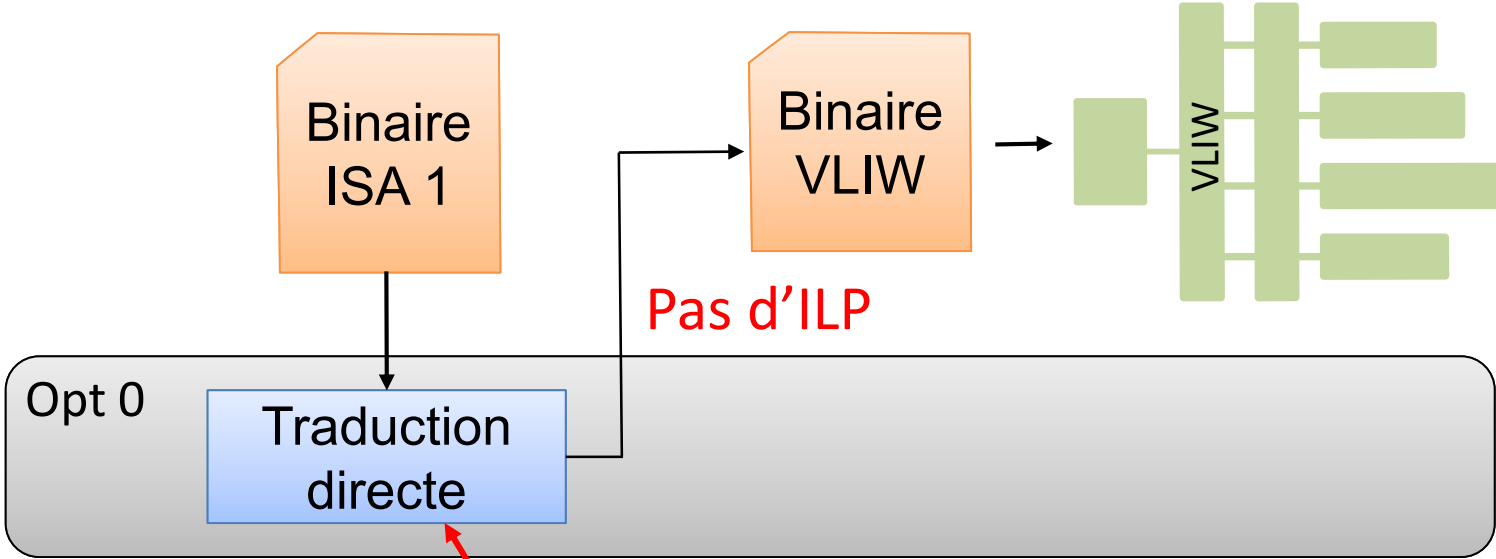 Binaire
ISA 1
Binaire
VLIW
VLIW
Pas d’ILP
Opt 0
Traduction
directe